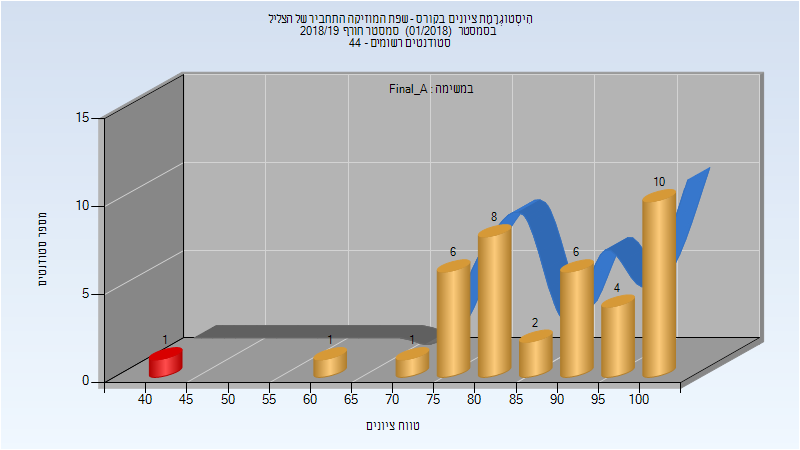 הִיסְטוֹגְרָמַת ציונים בקורס - שפת המוזיקה התחביר של הצליל
בסמסטר (01/2018) סמסטר חורף 2018/19
סטודנטים רשומים - 44
במשימה : Final_A
מספר סטודנטים
15
10
5
0
1
1
1
6
8
2
6
4
10
40 45 50 55 60 65 70 75 80 85 90 95 100
טווח ציונים